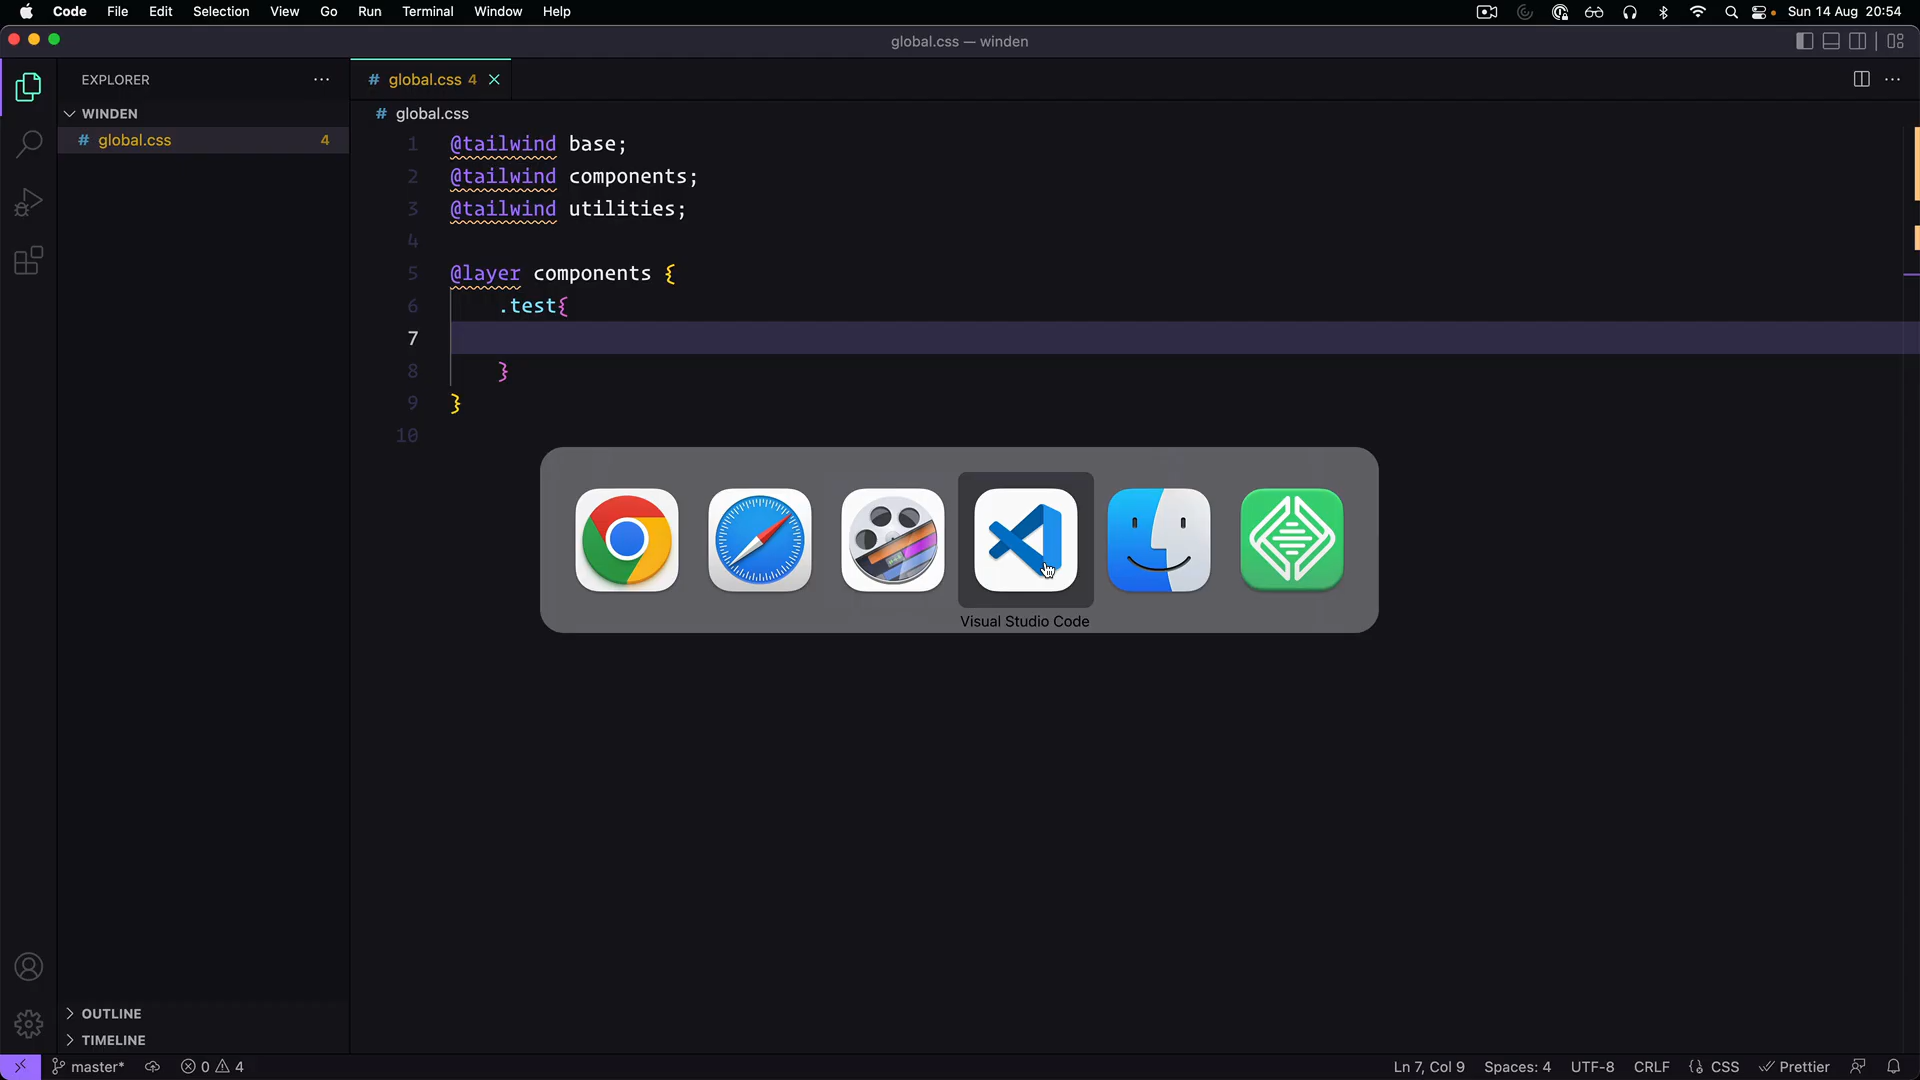 Code File Edit Selection View Go Run Terminal Window Help Sun 14 Aug 20:54
global.css — winden
EXPLORER
WINDEN
# global.css 4
# global.css 4
# global.css
1 @tailwind base;
2 @tailwind components;
3 @tailwind utilities;
4
5 @layer components {
6 .test{
7
8 }
9 }
10
Visual Studio Code
OUTLINE
TIMELINE
master* 0 4 Ln 7, Col 9 Spaces: 4 UTF-8 CRLF {} CSS Prettier